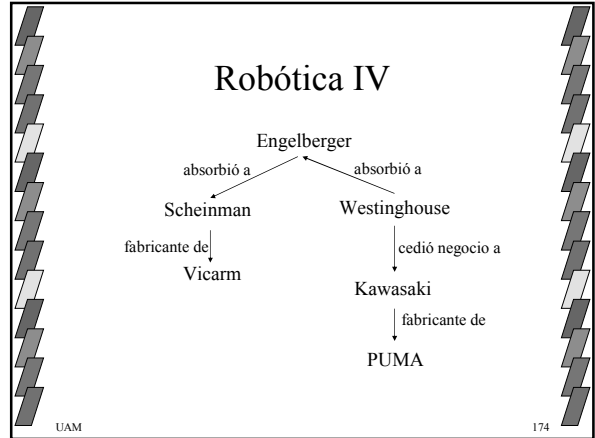 Robótica IV
Engelberger
absorbió a
absorbió a
Scheinman
Westinghouse
fabricante de
cedió negocio a
Vicarm
Kawasaki
fabricante de
PUMA
UAM
174